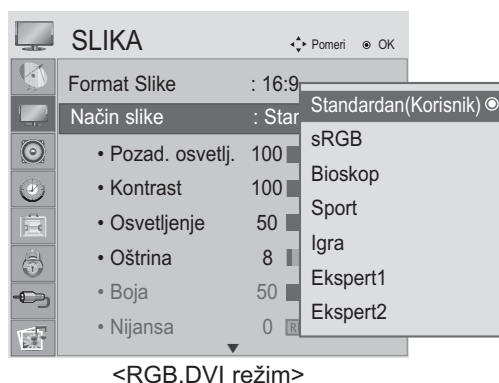 SLIKA
Pomeri OK
Format Slike : 16:9
Način slike : Stan
• Pozad. osvetlj. 100
• Kontrast 100
• Osvetljenje 50
• Oštrina 8
• Boja 50
• Nijansa 0 R
Standardan(Korisnik)
sRGB
Bioskop
Sport
Igra
Ekspert1
Ekspert2
<RGB,DVI režim>